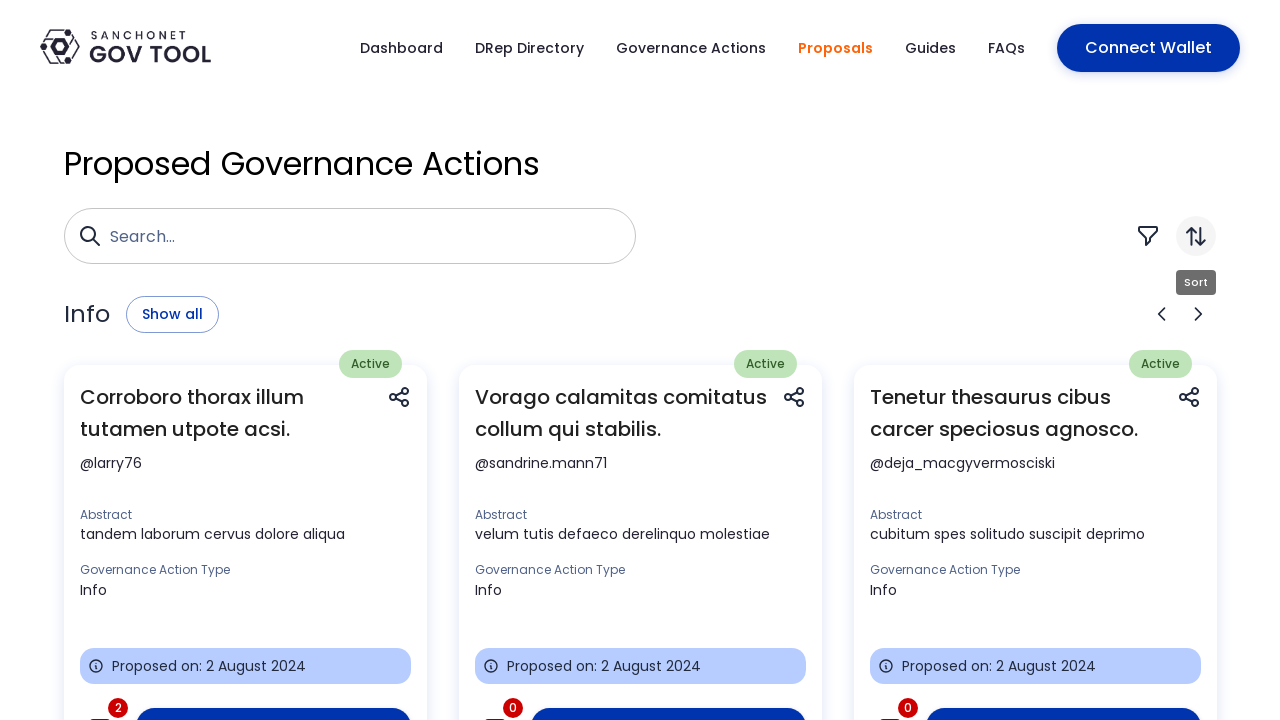 SANCHONET
GOV TOOL
Dashboard
DRep Directory
Governance Actions
Proposals
Guides
FAQs
Connect Wallet
Proposed Governance Actions
Search...
Sort
Info
Show all
Active
Corroboro thorax illum
tutamen utpote acsi.
@larry76
Abstract
tandem laborum cervus dolore aliqua
Governance Action Type
Info
Proposed on: 2 August 2024
2
Active
Vorago calamitas comitatus
collum qui stabilis.
@sandrine.mann71
Abstract
velum tutis defaeco derelinquo molestiae
Governance Action Type
Info
Proposed on: 2 August 2024
0
Active
Tenetur thesaurus cibus
carcer speciosus agnosco.
@deja_macgyvermosciski
Abstract
cubitum spes solitudo suscipit deprimo
Governance Action Type
Info
Proposed on: 2 August 2024
0